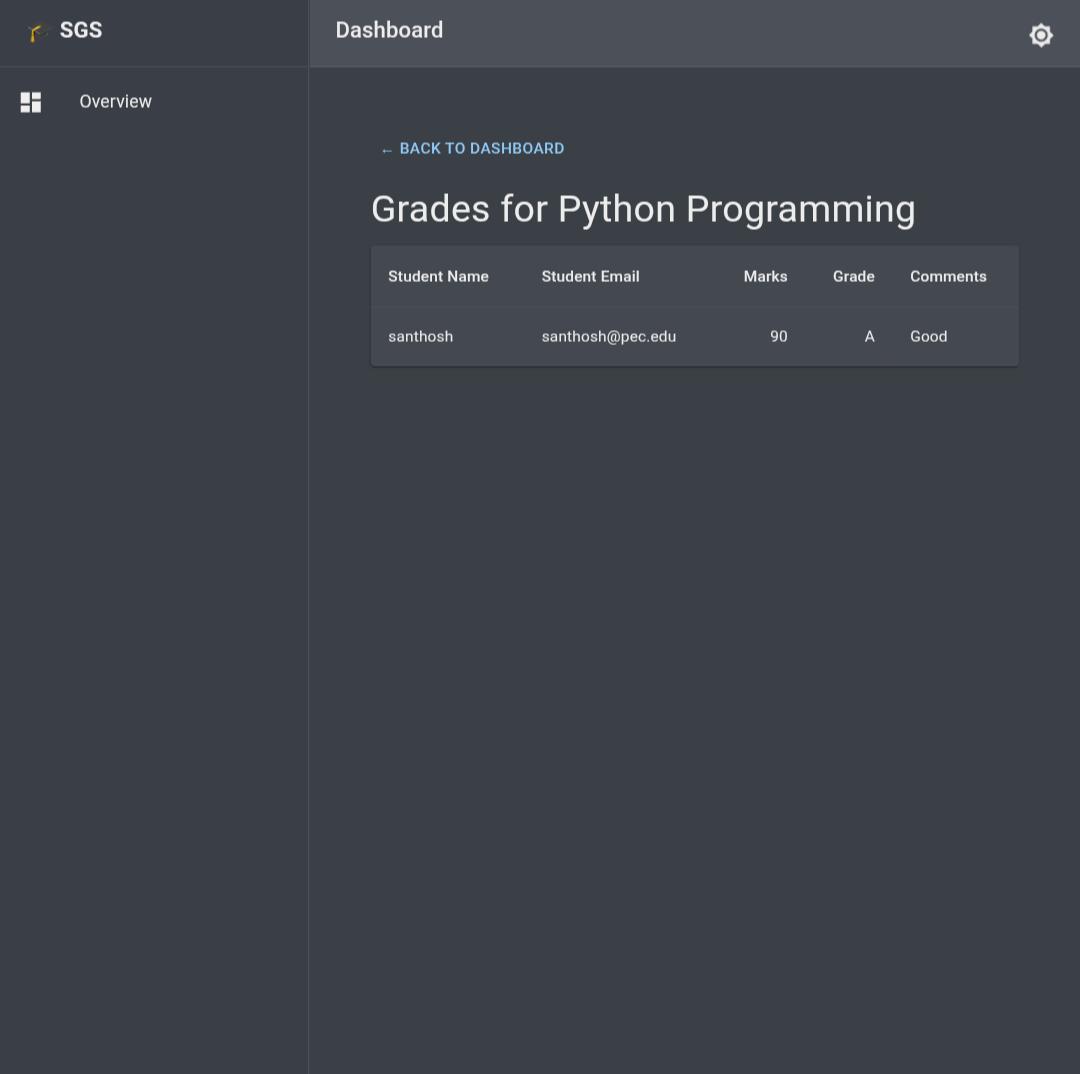 SGS
Dashboard
Overview
← BACK TO DASHBOARD
Grades for Python Programming
Student Name Student Email Marks Grade Comments
santhosh santhosh@pec.edu 90 A Good